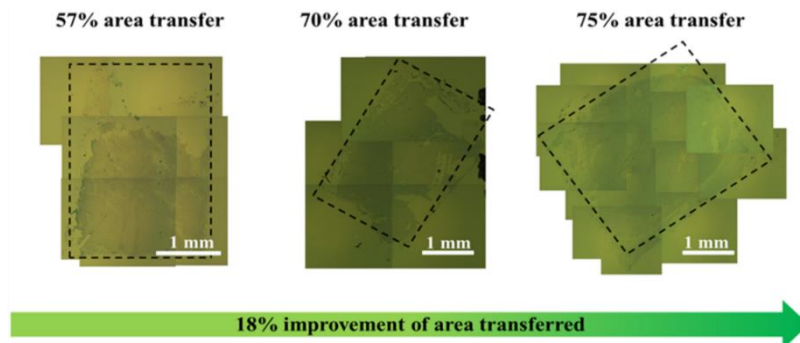 57% area transfer
70% area transfer
75% area transfer
1 mm
1 mm
1 mm
18% improvement of area transferred